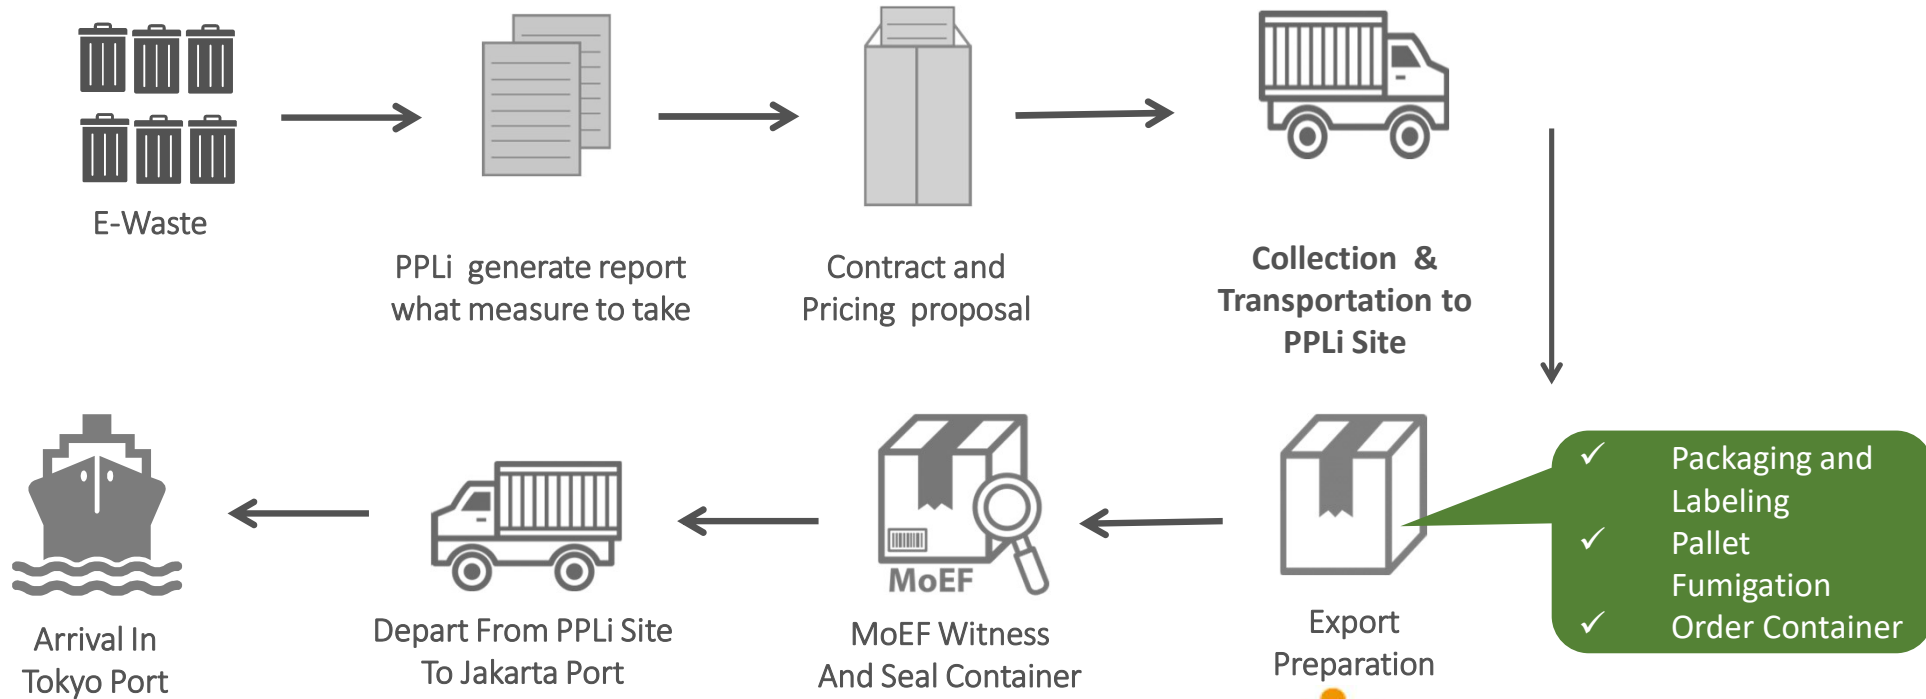 E-Waste
PPLi generate report
what measure to take
Contract and
Pricing proposal
Collection &
Transportation to
PPLi Site
✓ Packaging and
Labeling
✓ Pallet
Fumigation
✓ Order Container
Export
Preparation
MoEF
MoEF Witness
And Seal Container
Depart From PPLi Site
To Jakarta Port
Arrival In
Tokyo Port